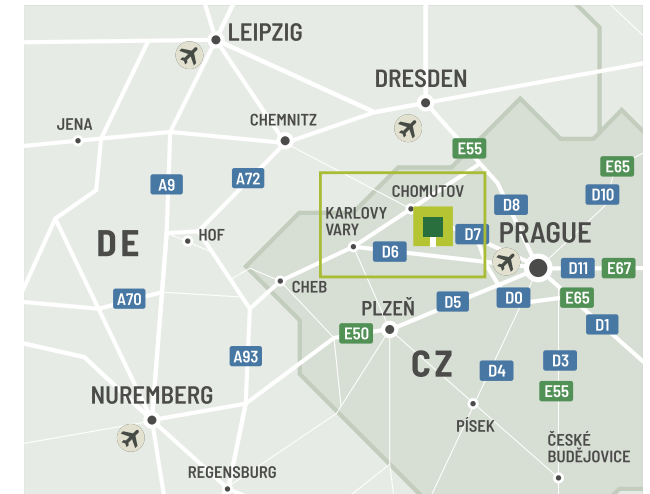 LEIPZIG
DRESDEN
JENA
CHEMNITZ
E55
E65
A9
A72
CHOMUTOV
D10
D8
KARLOVY
VARY
D7
PRAGUE
DE
HOF
D6
D11
E67
CHEB
A70
D5
D0
E65
PLZEŇ
E50
D1
A93
CZ
D4
D3
NUREMBERG
E55
PÍSEK
ČESKÉ
BUDĚJOVICE
REGENSBURG